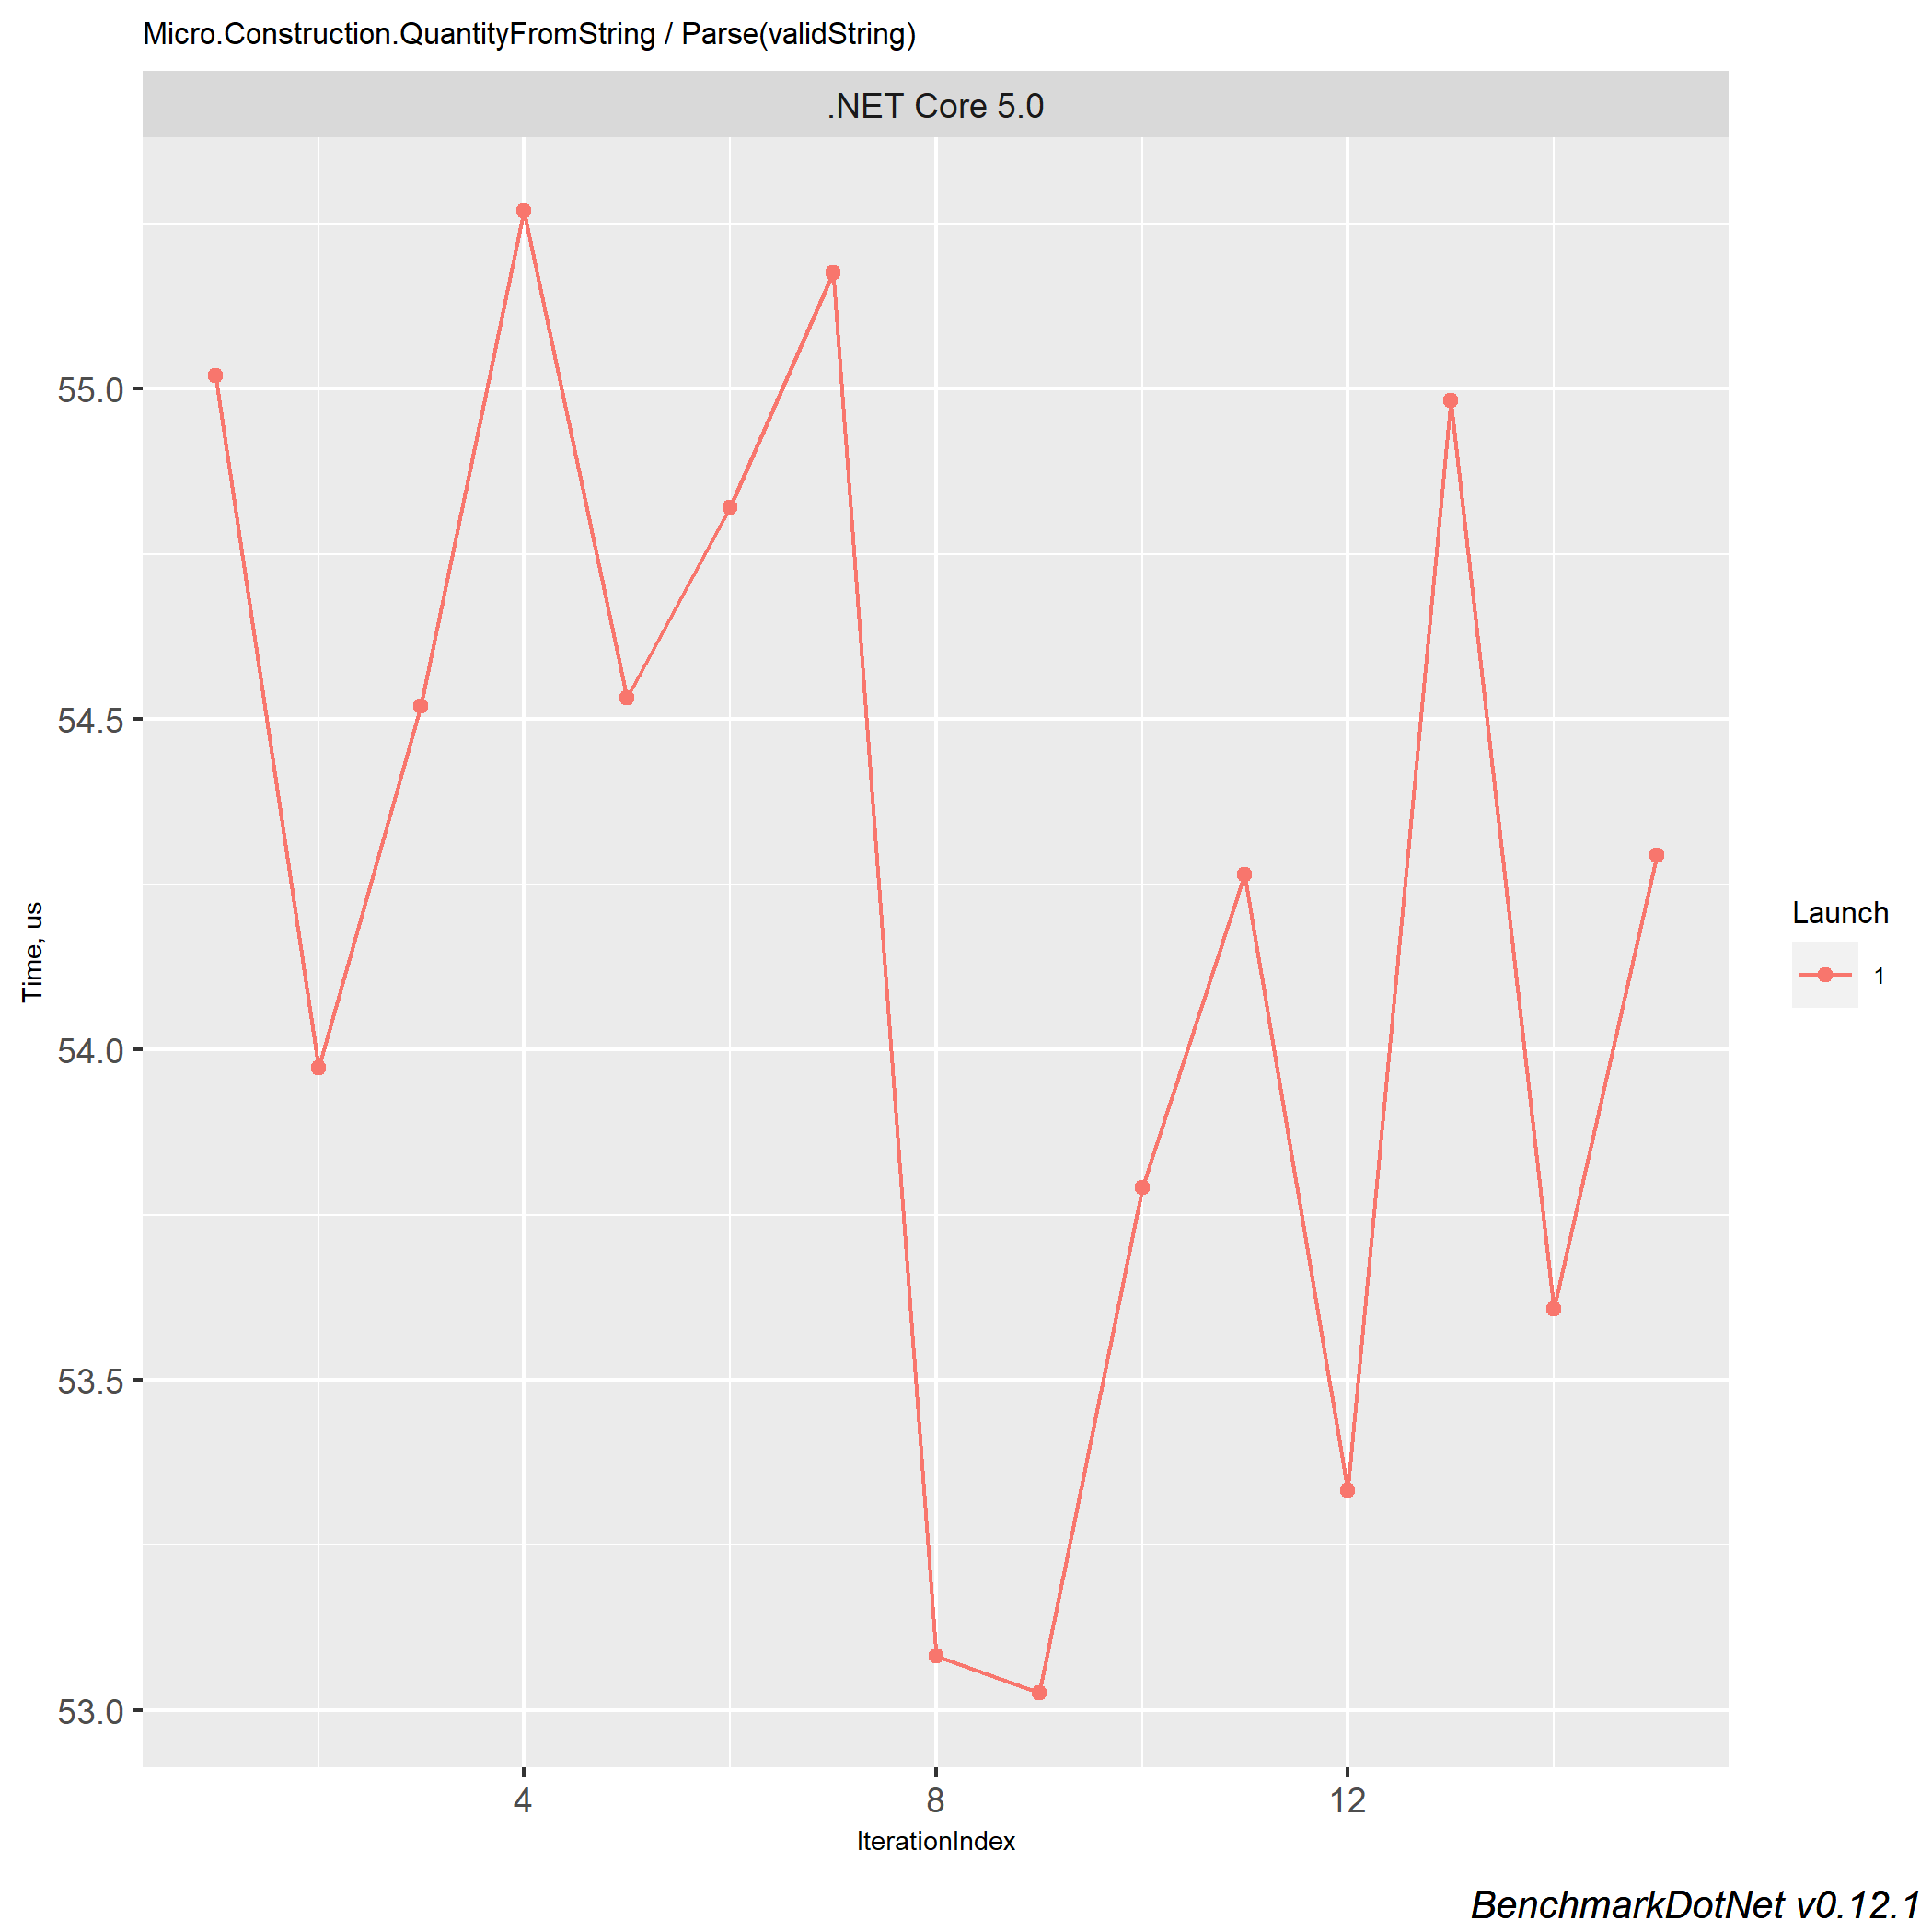 Micro.Construction.QuantityFromString / Parse(validString)
.NET Core 5.0
55.0
54.5
54.0
53.5
53.0
Time, us
4
8
12
IterationIndex
Launch
1
BenchmarkDotNet v0.12.1